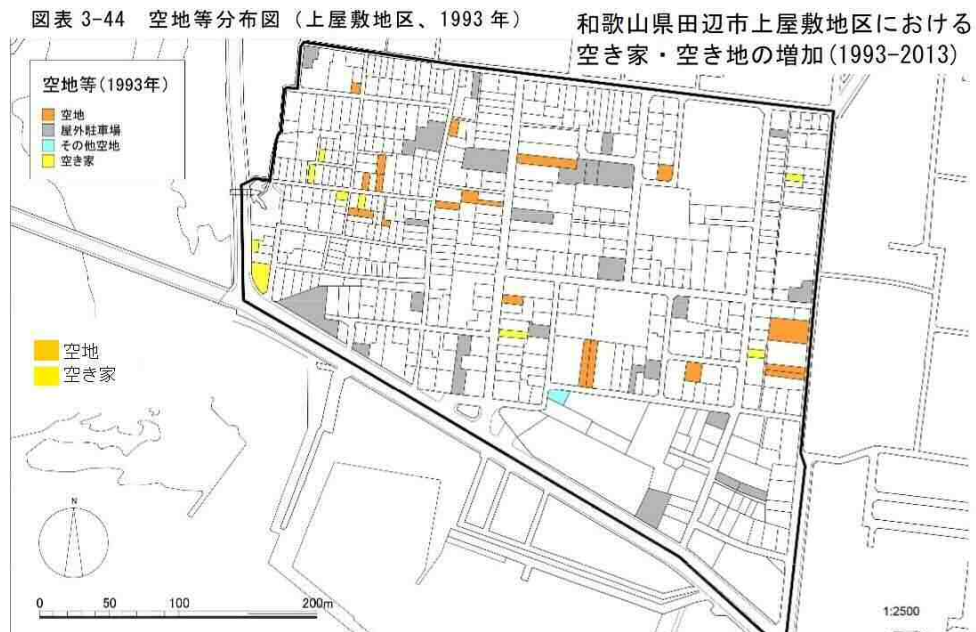 図表 3-44 空地等分布図（上屋敷地区、1993 年）
和歌山県田辺市上屋敷地区における
空き家・空き地の増加(1993-2013)
空地等(1993年)
空地
屋外駐車場
その他空地
空き家
空地
空き家
N
0 50 100 200m
1:2500